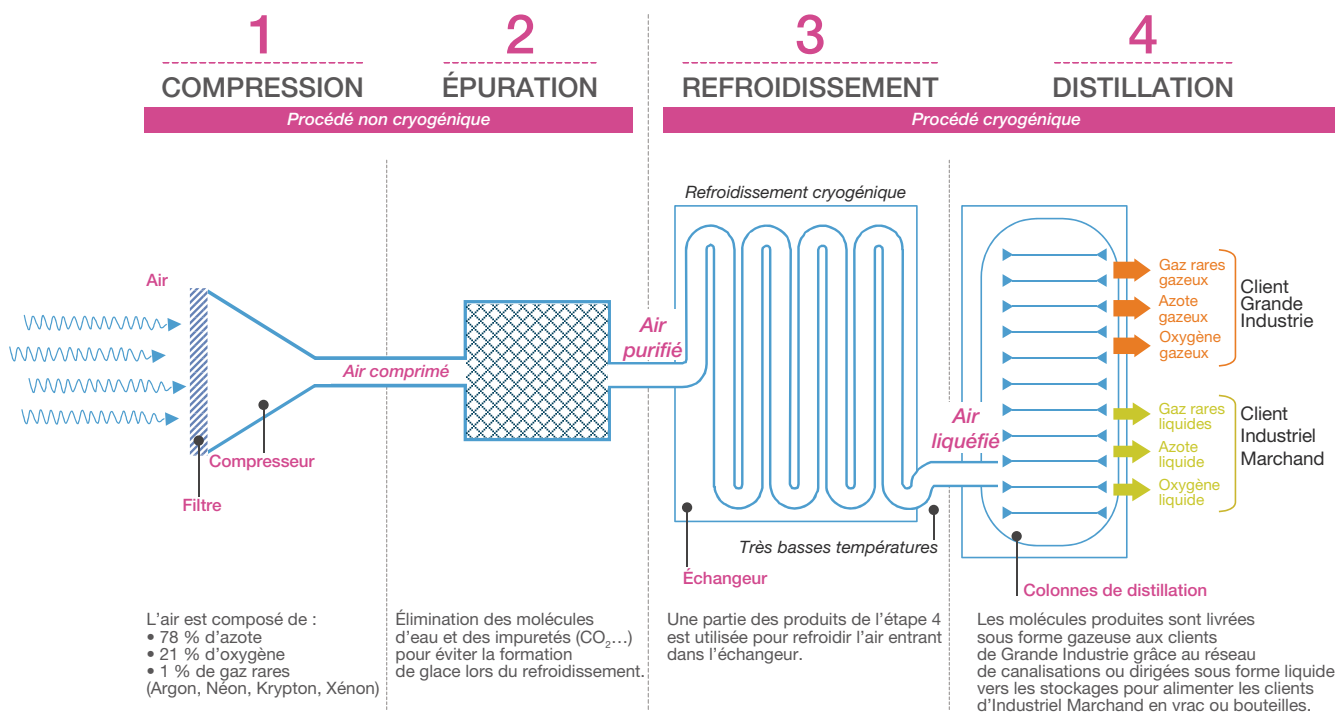 1
COMPRESSION
2
ÉPURATION
3
REFROIDISSEMENT
4
DISTILLATION
Procédé non cryogénique
Procédé cryogénique
Air
Air comprimé
Compresseur
Filtre
Air
purifié
Refroidissement cryogénique
Air
liquéfié
Très basses températures
Échangeur
Gaz rares
gazeux
Azote
gazeux
Oxygène
gazeux
Client
Grande
Industrie
Gaz rares
liquides
Azote
liquide
Oxygène
liquide
Client
Industriel
Marchand
Colonnes de distillation
L’air est composé de :
• 78 % d’azote
• 21 % d’oxygène
• 1 % de gaz rares
(Argon, Néon, Krypton, Xénon)
Élimination des molécules
d’eau et des impuretés (CO₂…)
pour éviter la formation
de glace lors du refroidissement.
Une partie des produits de l’étape 4
est utilisée pour refroidir l’air entrant
dans l’échangeur.
Les molécules produites sont livrées
sous forme gazeuse aux clients
de Grande Industrie grâce au réseau
de canalisations ou dirigées sous forme liquide
vers les stockages pour alimenter les clients
d’Industriel Marchand en vrac ou bouteilles.